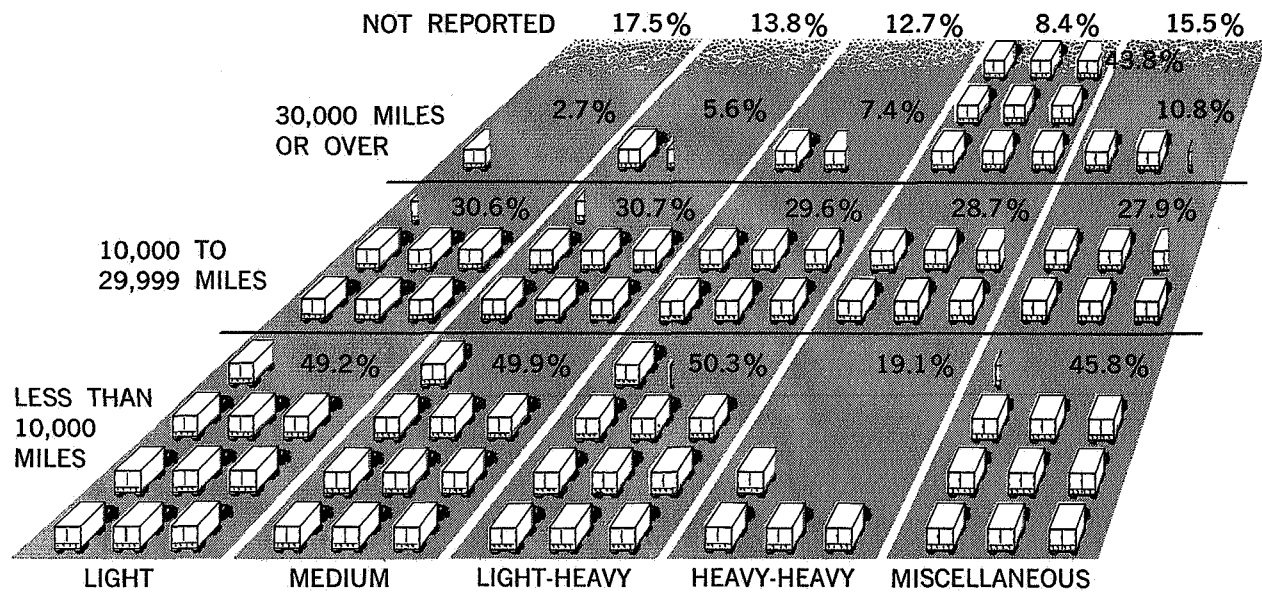 NOT REPORTED 17.5% 13.8% 12.7% 8.4% 15.5%
43.8%
30,000 MILES
OR OVER
2.7% 5.6% 7.4% 10.8%
10,000 TO
29,999 MILES
30.6% 30.7% 29.6% 28.7% 27.9%
LESS THAN
10,000
MILES
49.2% 49.9% 50.3% 19.1% 45.8%
LIGHT MEDIUM LIGHT-HEAVY HEAVY-HEAVY MISCELLANEOUS